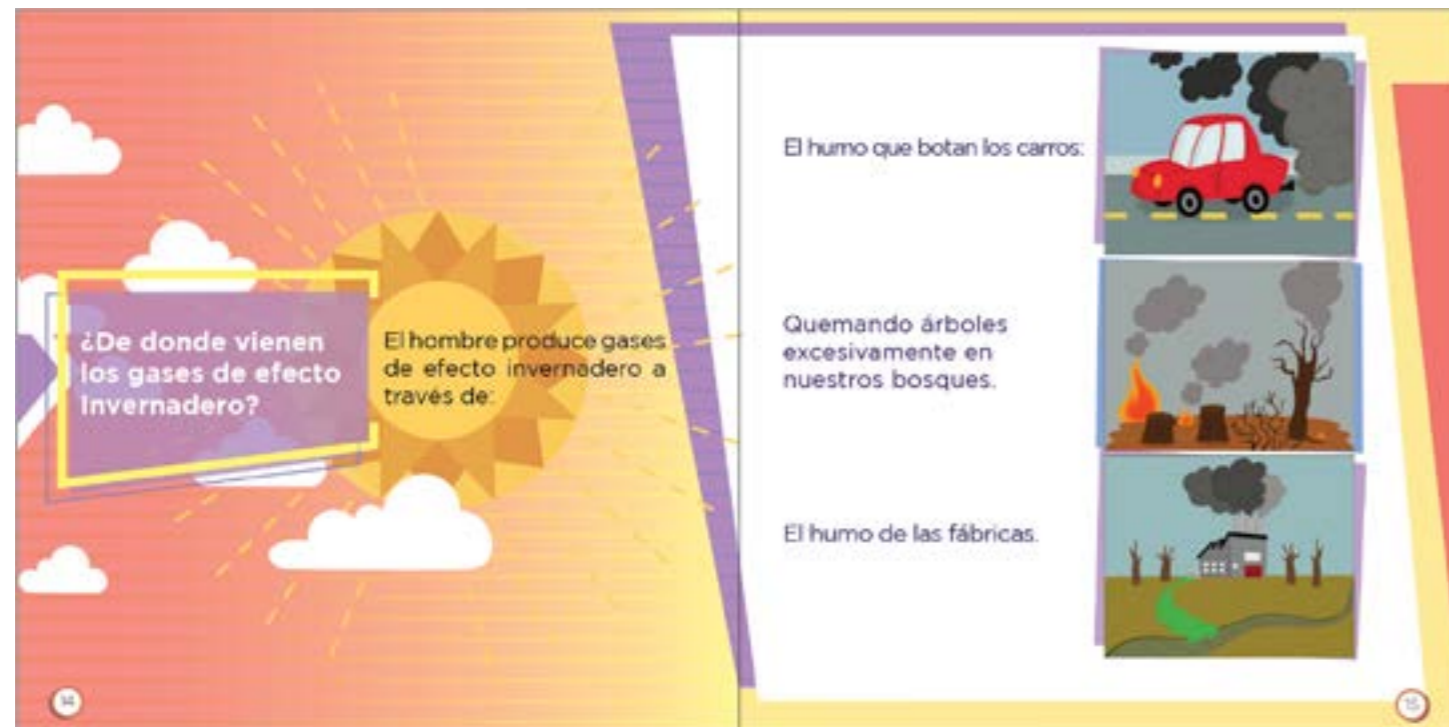 ¿De donde vienen
los gases de efecto
Invernadero?
El hombre produce gases
de efecto invernadero a
través de:
14
El humo que botan los carros:
Quemando árboles
excesivamente en
nuestros bosques.
El humo de las fábricas.
15